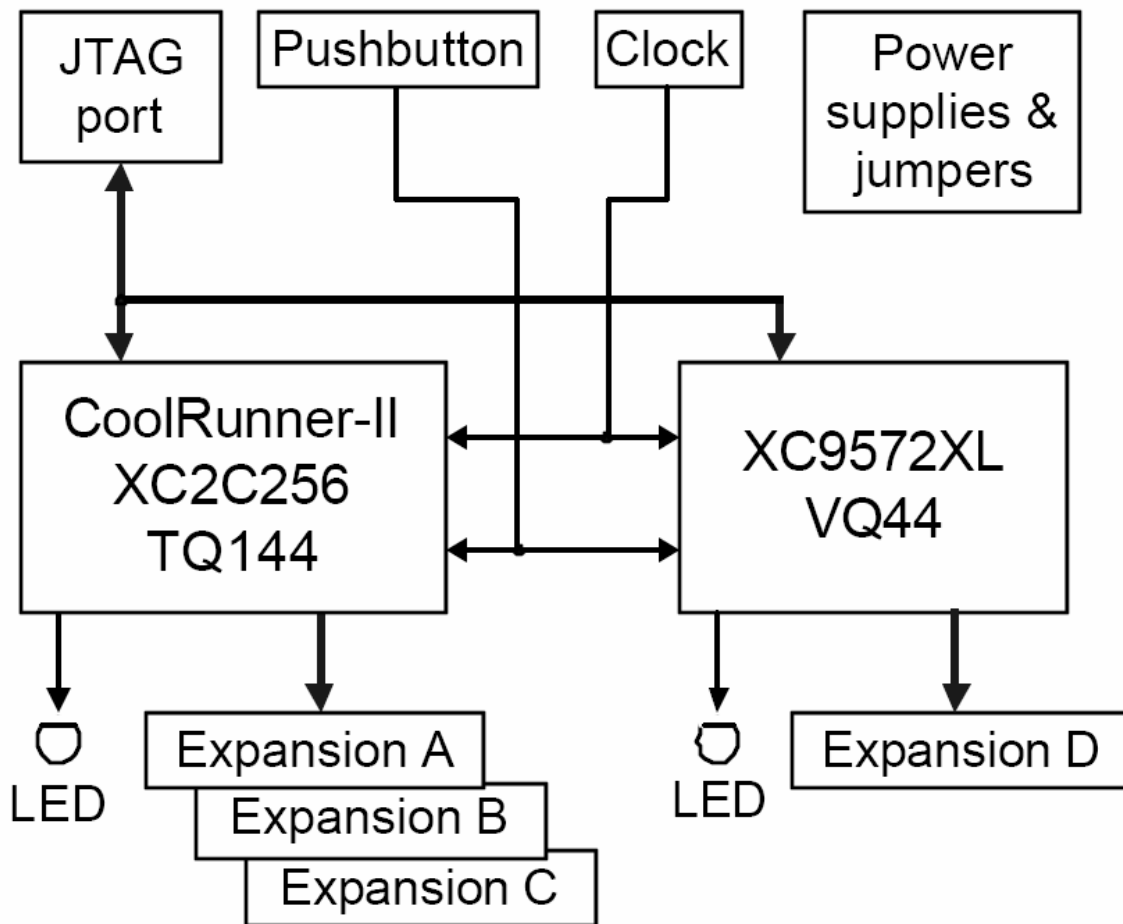 JTAG
port
Pushbutton
Clock
Power
supplies &
jumpers
CoolRunner-II
XC2C256
TQ144
XC9572XL
VQ44
LED
Expansion A
Expansion B
Expansion C
LED
Expansion D